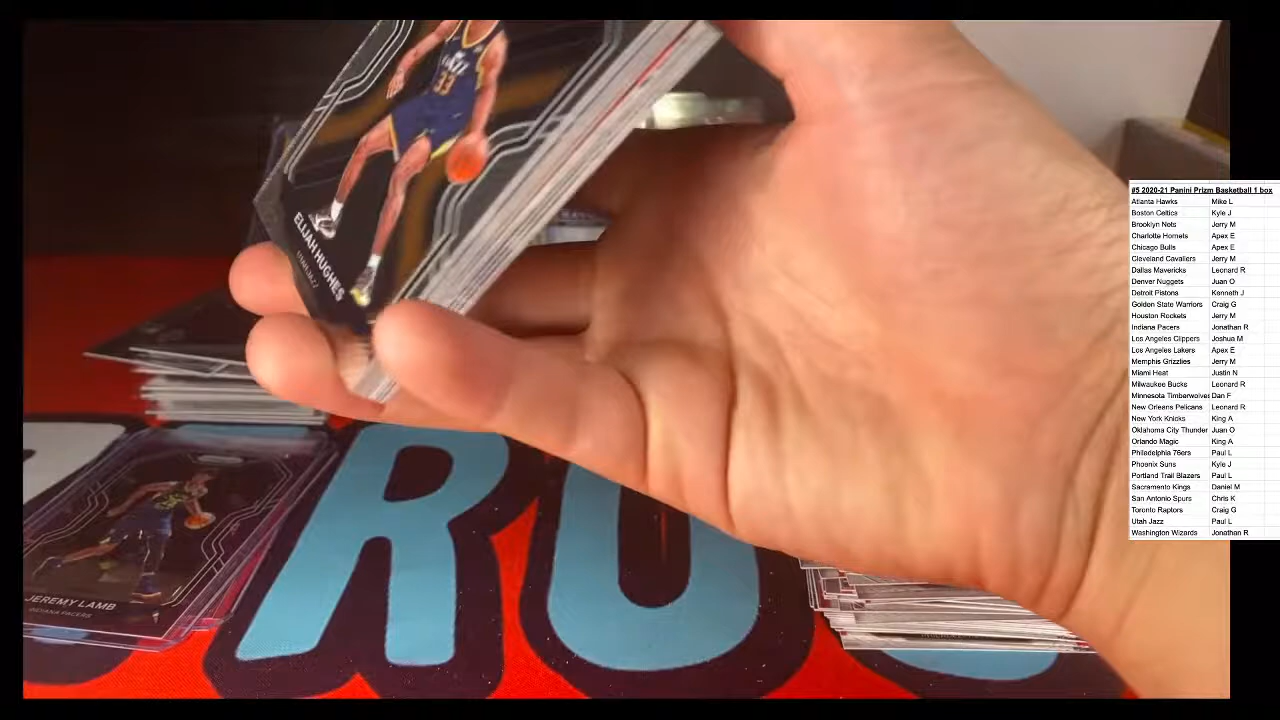 33
ELIJAH HUGHES
UTAH JAZZ
JEREMY LAMB
INDIANA PACERS
R O
#5 2020-21 Panini Prizm Basketball 1 box
Atlanta Hawks Mike L
Boston Celtics Kyle J
Brooklyn Nets Jerry M
Charlotte Hornets Apex E
Chicago Bulls Apex E
Cleveland Cavaliers Jerry M
Dallas Mavericks Leonard R
Denver Nuggets Juan O
Detroit Pistons Kenneth J
Golden State Warriors Craig G
Houston Rockets Jerry M
Indiana Pacers Jonathan R
Los Angeles Clippers Joshua M
Los Angeles Lakers Apex E
Memphis Grizzlies Jerry M
Miami Heat Justin N
Milwaukee Bucks Leonard R
Minnesota Timberwolves Dan F
New Orleans Pelicans Leonard R
New York Knicks King A
Oklahoma City Thunder Juan O
Orlando Magic King A
Philadelphia 76ers Paul L
Phoenix Suns Kyle J
Portland Trail Blazers Paul L
Sacramento Kings Daniel M
San Antonio Spurs Chris K
Toronto Raptors Craig G
Utah Jazz Paul L
Washington Wizards Jonathan R